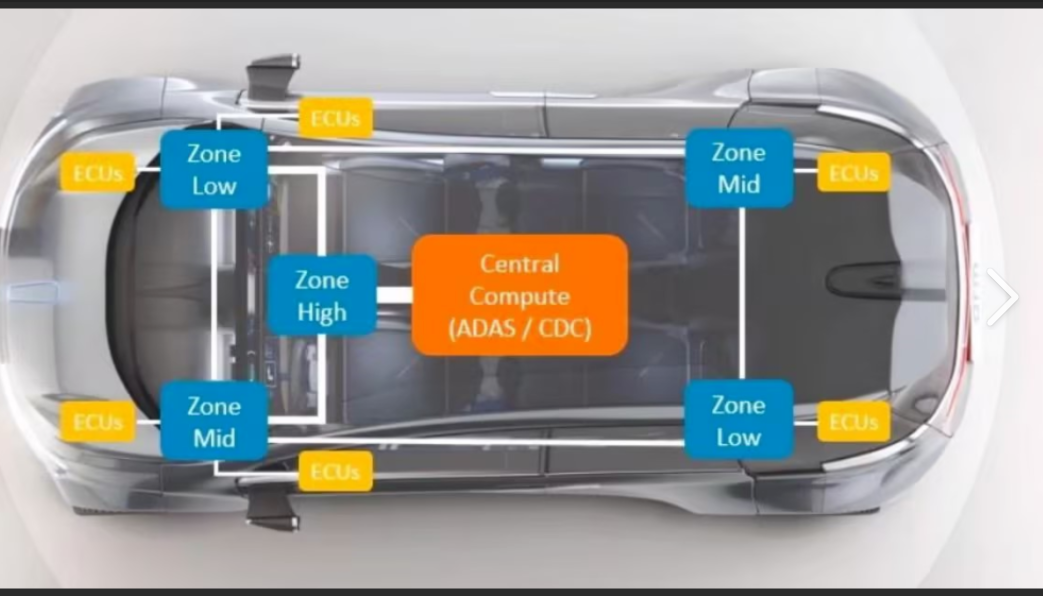 ECUs
Zone
Low
ECUs
Zone
Mid
ECUs
Zone
High
Central
Compute
(ADAS / CDC)
ECUs
Zone
Mid
Zone
Low
ECUs
ECUs